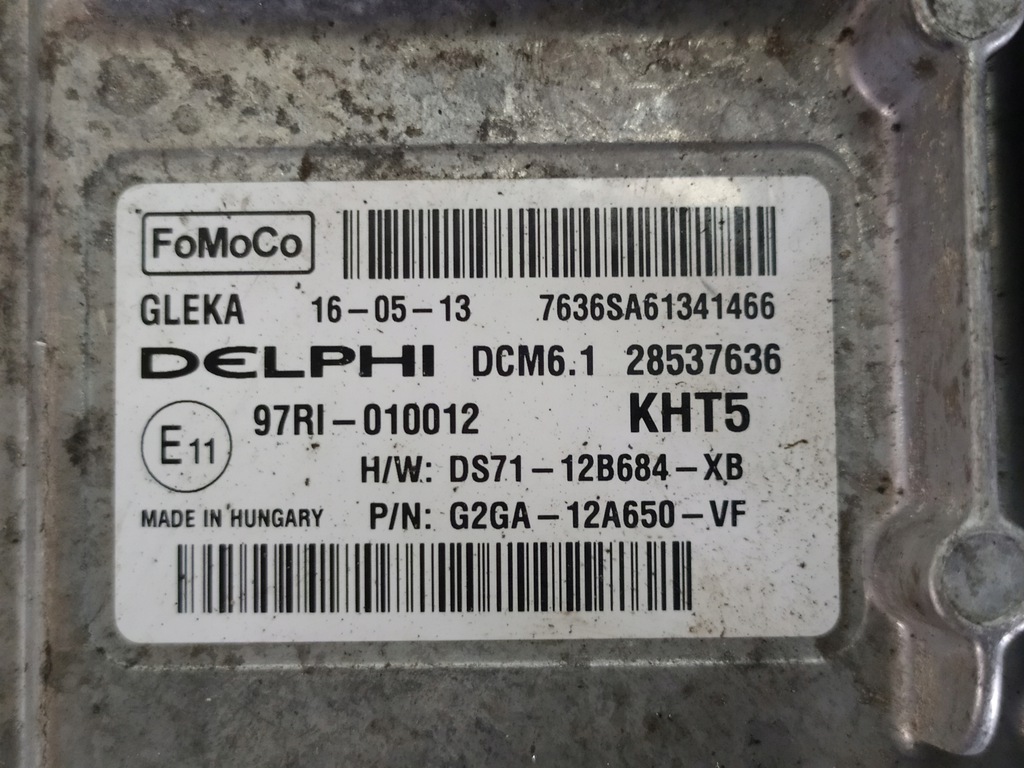 FoMoCo
GLEKA 16-05-13 7636SA61341466
DELPHI DCM6.1 28537636
E11 97RI-010012 KHT5
H/W: DS71-12B684-XB
MADE IN HUNGARY P/N: G2GA-12A650-VF